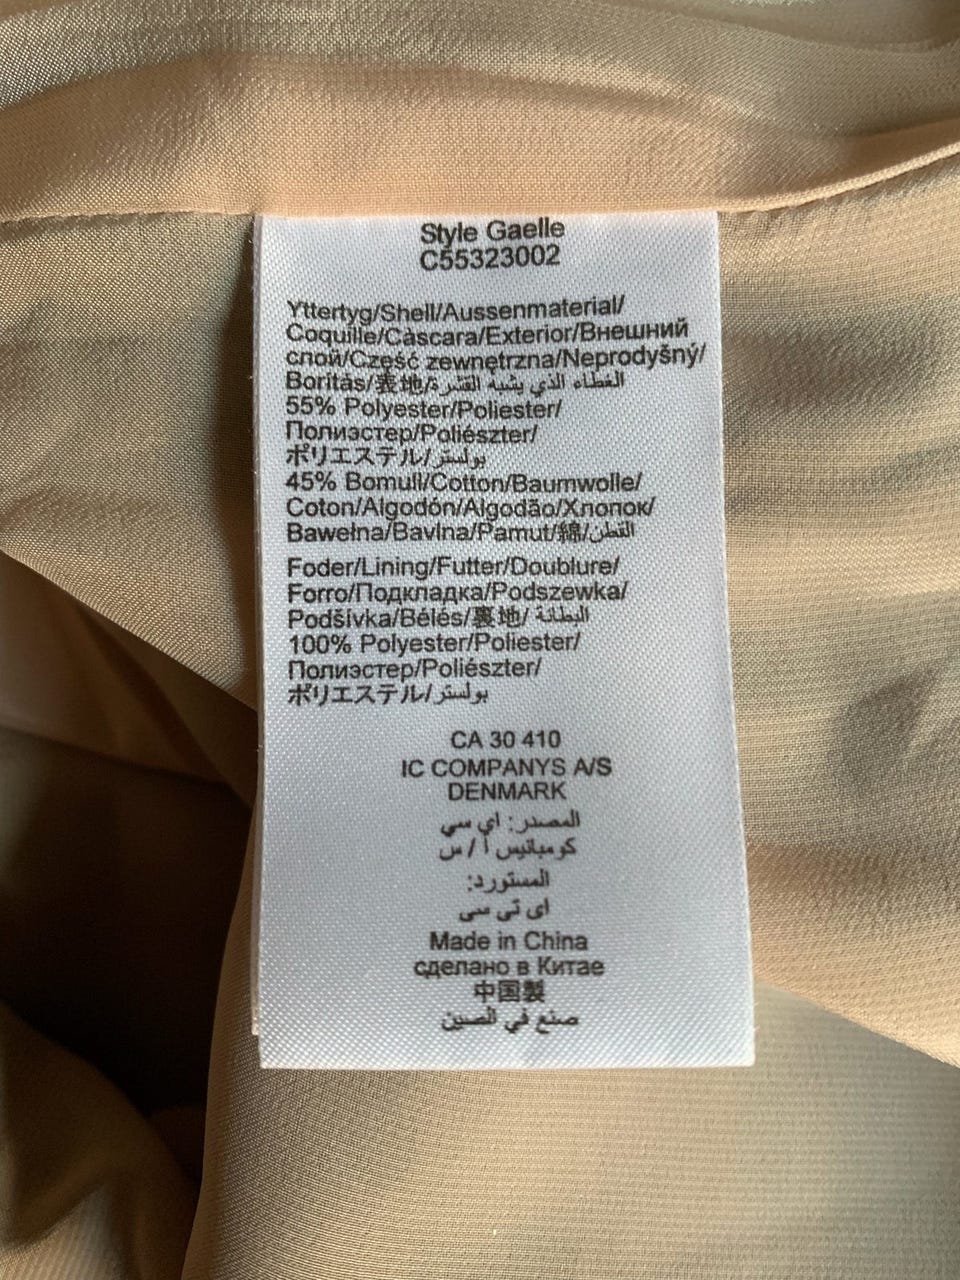 Style Gaelle
C55323002
Yttertyg/Shell/Aussenmaterial/
Coquille/Càscara/Exterior/Внешний
слой/Część zewnętrzna/Neprodyšný/
Boritás/表地/الغطاء الذي يشبه القشرة
55% Polyester/Poliester/
Полиэстер/Poliészter/
ポリエステル/بولستر
45% Bomull/Cotton/Baumwolle/
Coton/Algodón/Algodão/Хлопок/
Bawełna/Bavlna/Pamut/綿/القطن
Foder/Lining/Futter/Doublure/
Forro/Подкладка/Podszewka/
Podšívka/Bélés/裏地/البطانة
100% Polyester/Poliester/
Полиэстер/Poliészter/
ポリエステル/بولستر
CA 30 410
IC COMPANYS A/S
DENMARK
المصدر: اي سي
كومبانيس ا / س
المستورد:
اى تى سى
Made in China
сделано в Китае
中国製
صنع في الصين